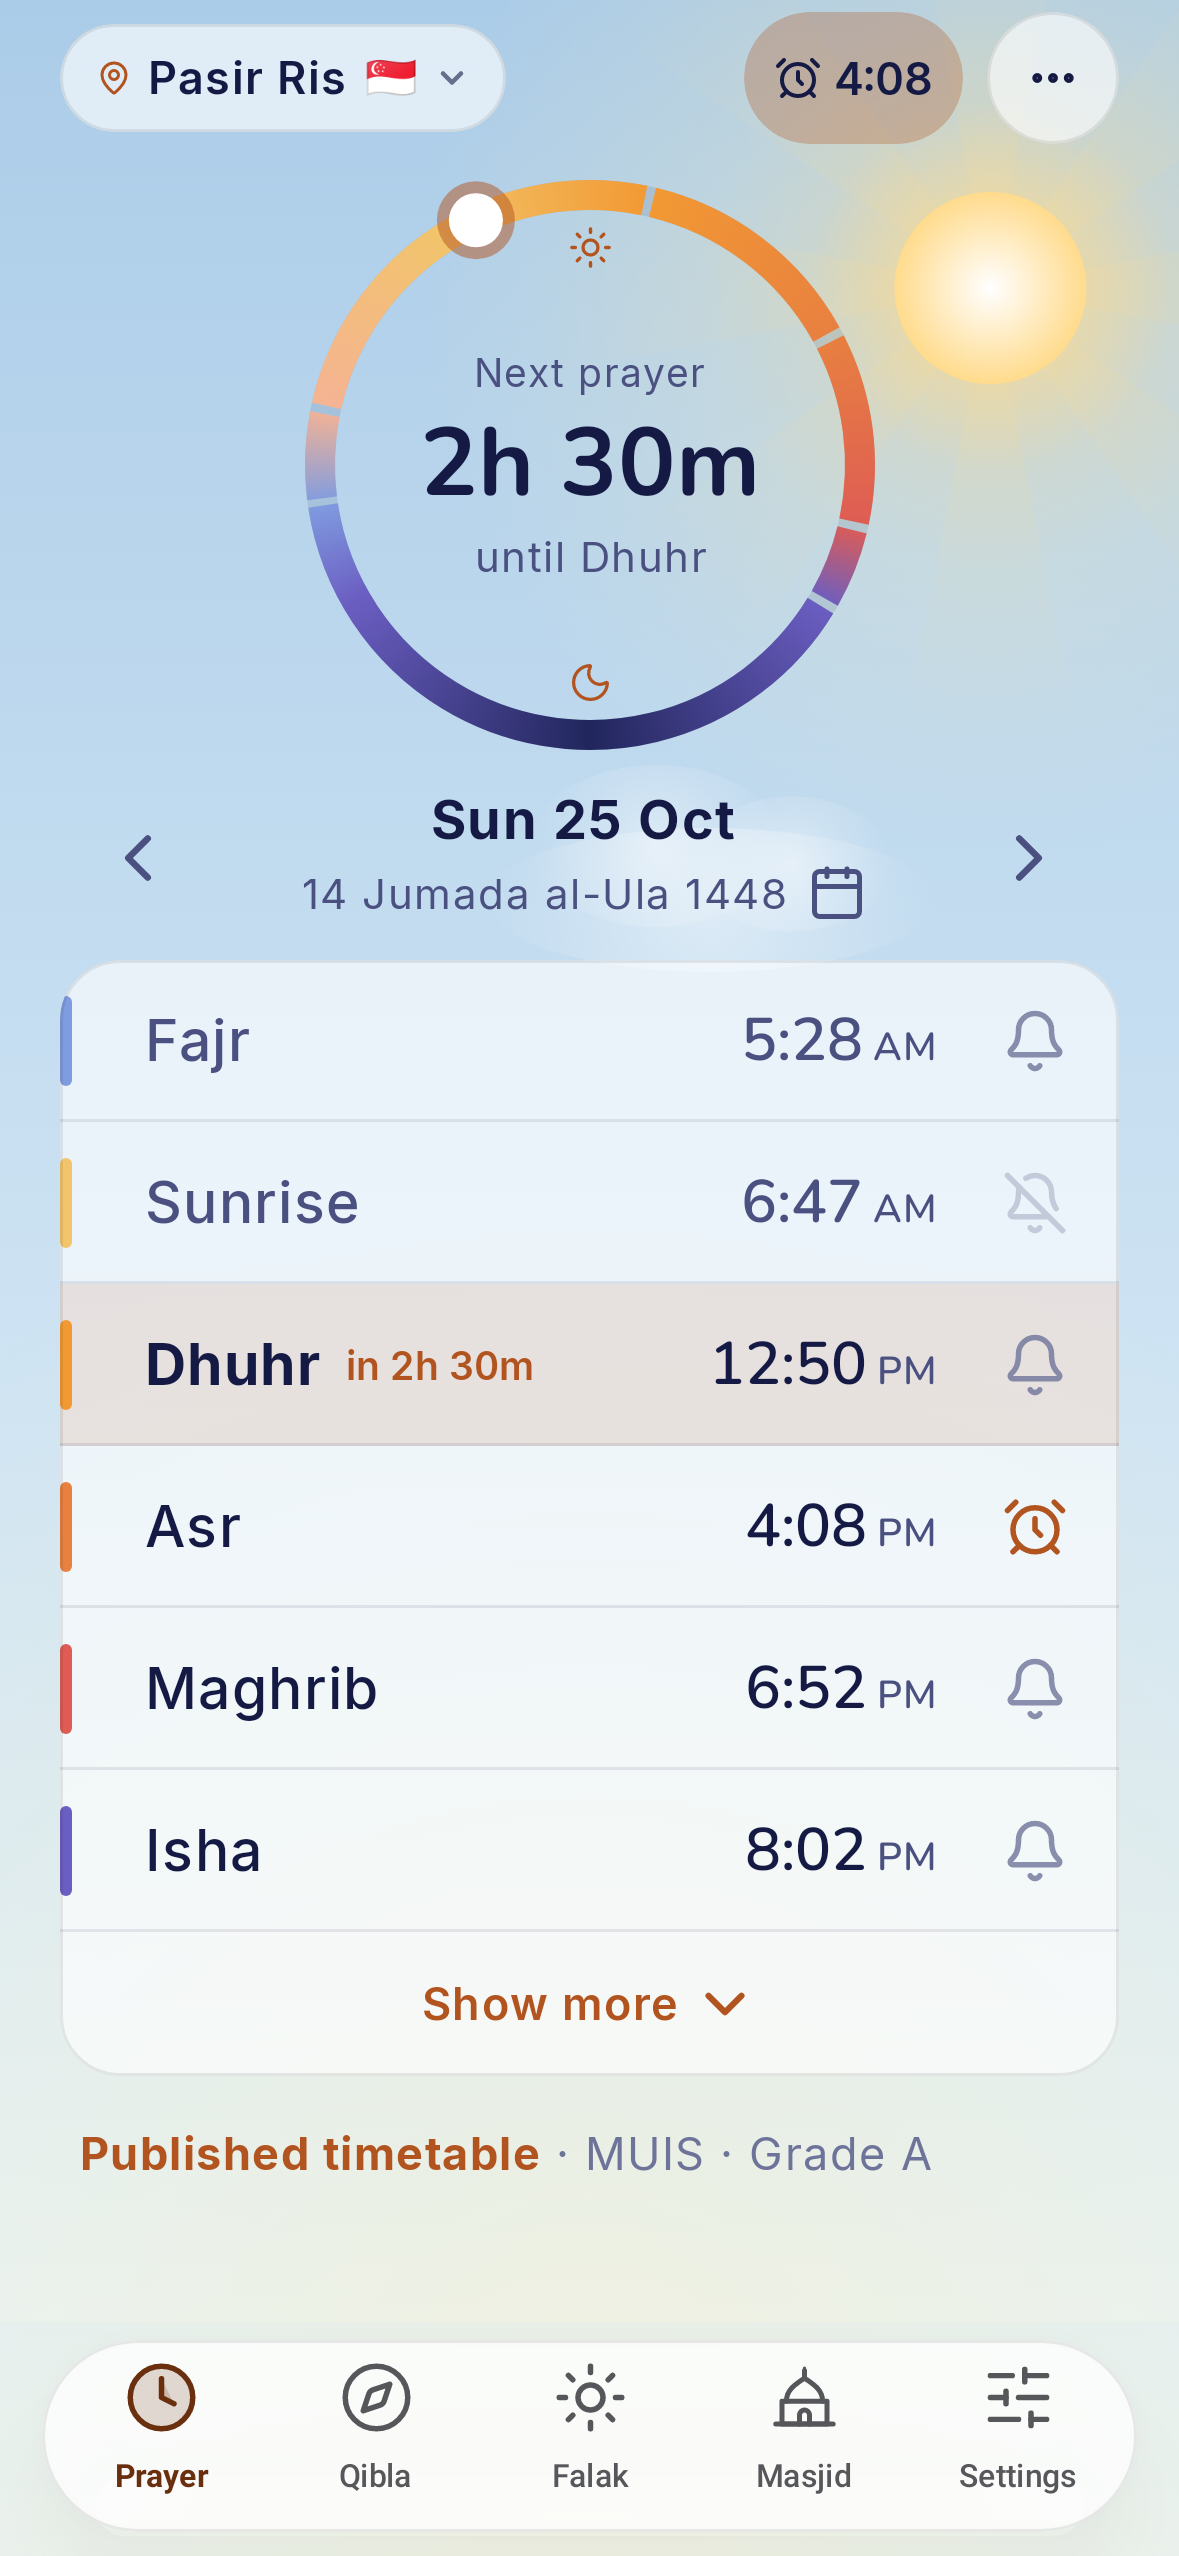 Pasir Ris 🇸🇬
4:08
Next prayer
2h 30m
until Dhuhr
Sun 25 Oct
14 Jumada al-Ula 1448
Fajr 5:28 AM
Sunrise 6:47 AM
Dhuhr in 2h 30m 12:50 PM
Asr 4:08 PM
Maghrib 6:52 PM
Isha 8:02 PM
Show more
Published timetable · MUIS · Grade A
Prayer Qibla Falak Masjid Settings